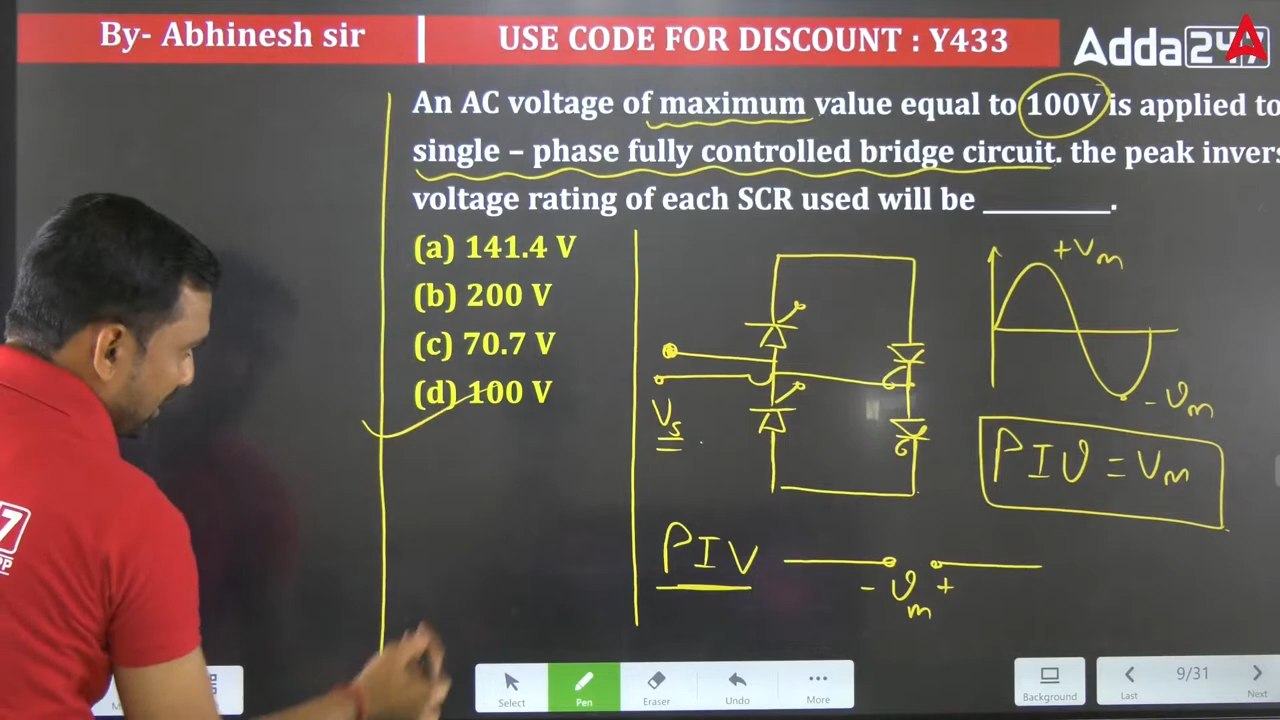 By- Abhinesh sir
USE CODE FOR DISCOUNT : Y433
Adda247
An AC voltage of maximum value equal to 100V is applied to
single – phase fully controlled bridge circuit. the peak invers
voltage rating of each SCR used will be ________.
(a) 141.4 V
(b) 200 V
(c) 70.7 V
(d) 100 V
+Vm
Vs
-Vm
PIV = Vm
PIV
- Vm +
7
Select
Pen
Eraser
Undo
More
Background
Last
9/31
Next